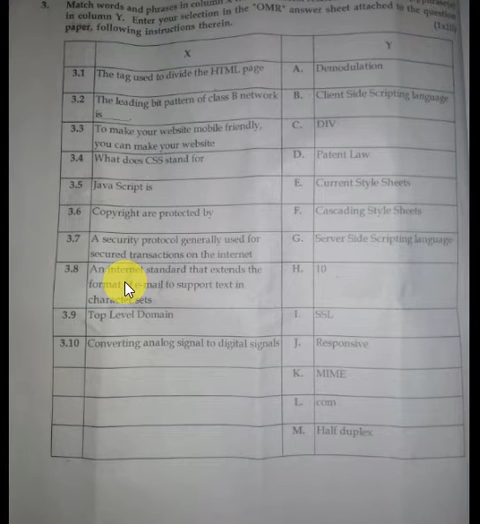 3. Match words and phrases in column X
in column Y. Enter your selection in the "OMR" answer sheet attached to the question
paper, following instructions therein. (1x10)
X Y
3.1 The tag used to divide the HTML page A. Demodulation
3.2 The leading bit pattern of class B network B. Client Side Scripting language
is
3.3 To make your website mobile friendly, C. DIV
you can make your website
3.4 What does CSS stand for D. Patent Law
3.5 Java Script is E. Current Style Sheets
3.6 Copyright are protected by F. Cascading Style Sheets
3.7 A security protocol generally used for G. Server Side Scripting language
secured transactions on the internet
3.8 An internet standard that extends the H. 10
format e-mail to support text in
character sets
3.9 Top Level Domain I. SSL
3.10 Converting analog signal to digital signals J. Responsive
K. MIME
L. com
M. Half duplex